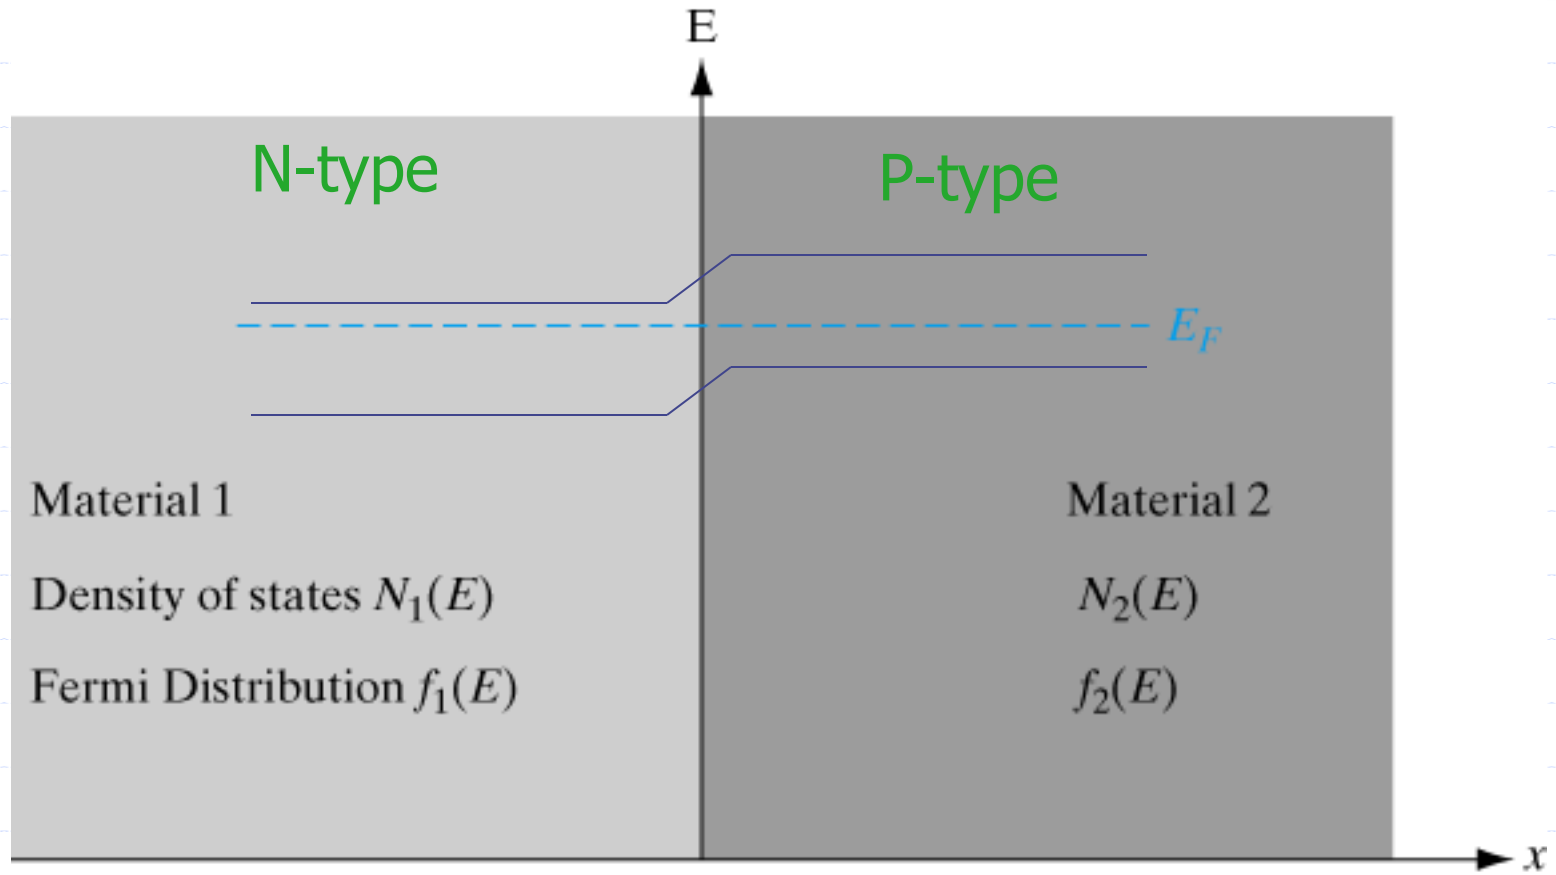 E
N-type
P-type
E_F
Material 1
Material 2
Density of states N₁(E)
N₂(E)
Fermi Distribution f₁(E)
f₂(E)
x